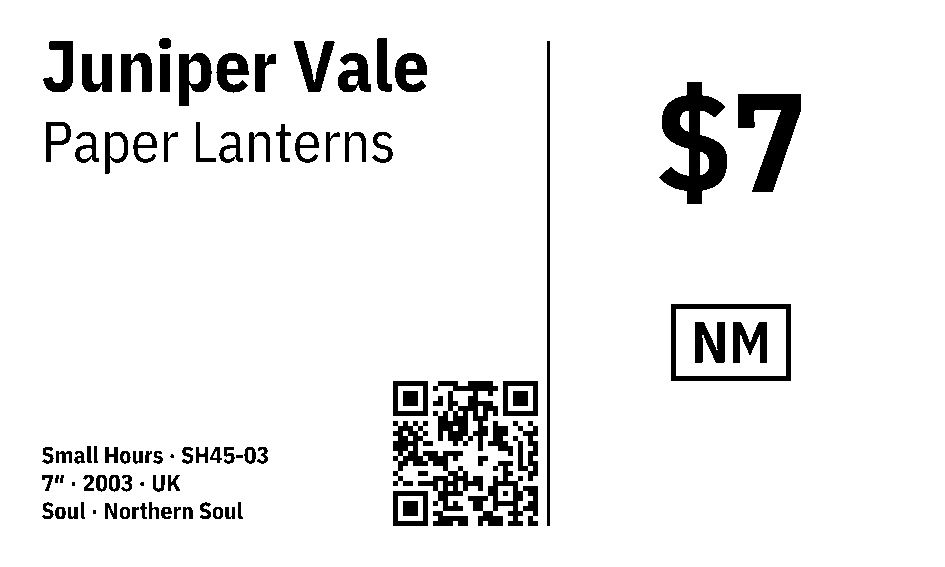 Juniper Vale
Paper Lanterns
$7
NM
Small Hours · SH45-03
7" · 2003 · UK
Soul · Northern Soul